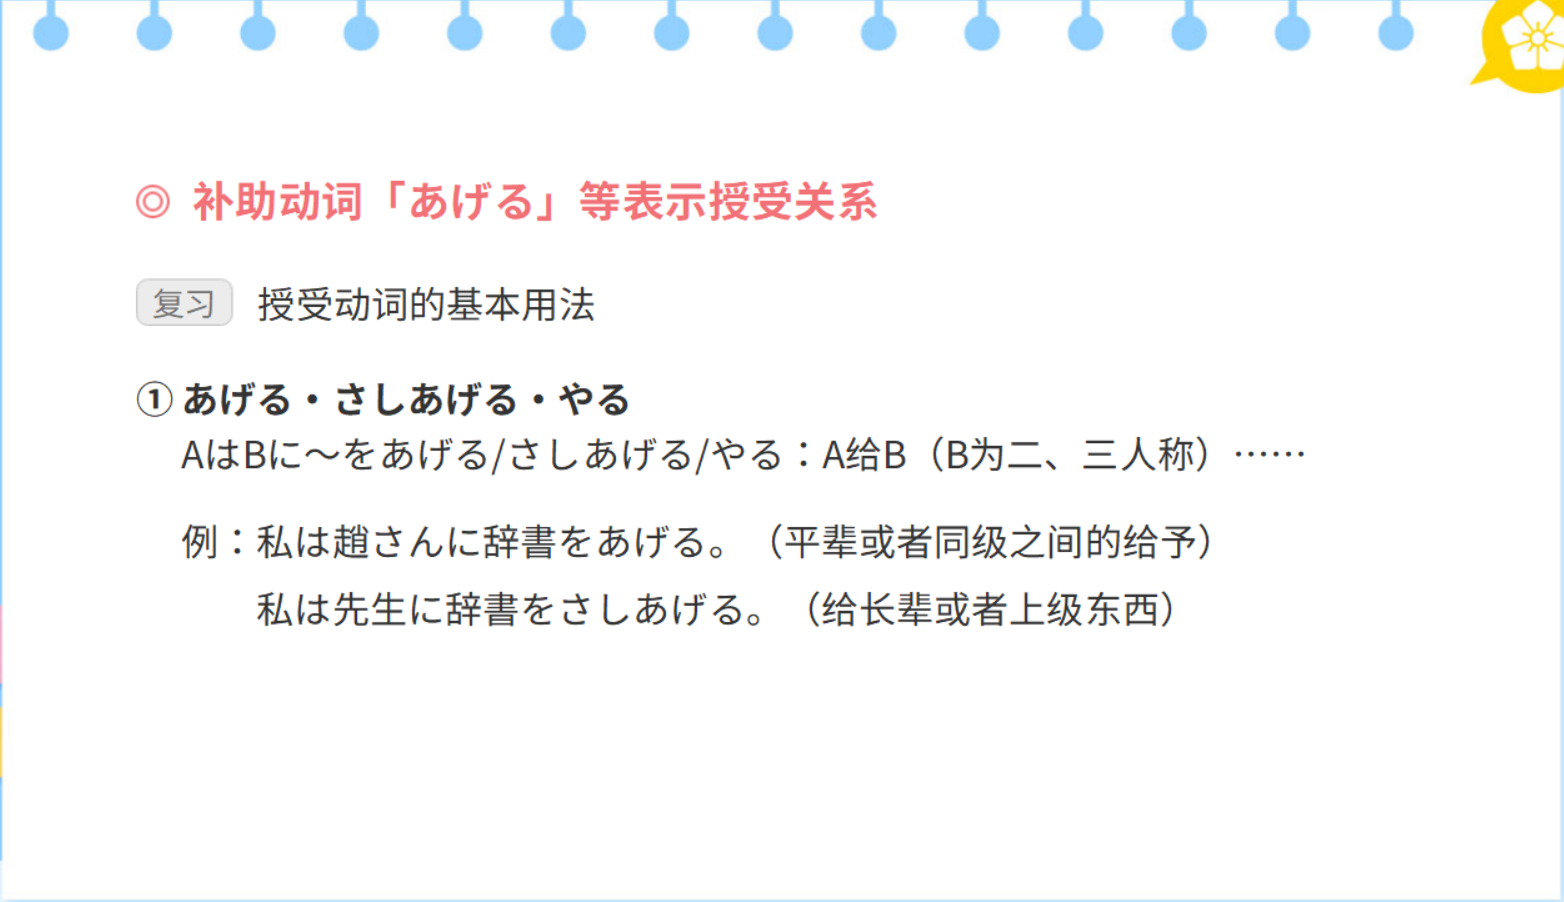 ◎ 补助动词「あげる」等表示授受关系
复习 授受动词的基本用法
① あげる・さしあげる・やる
AはBに～をあげる/さしあげる/やる：A给B（B为二、三人称）……
例：私は趙さんに辞書をあげる。（平辈或者同级之间的给予）
私は先生に辞書をさしあげる。（给长辈或者上级东西）